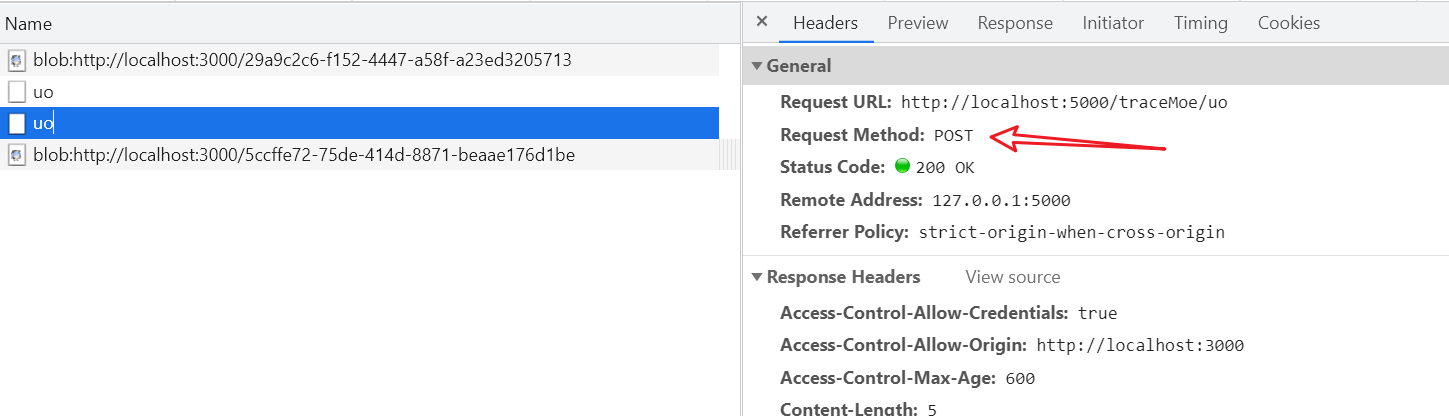 Name
blob:http://localhost:3000/29a9c2c6-f152-4447-a58f-a23ed3205713
uo
uo
blob:http://localhost:3000/5ccffe72-75de-414d-8871-beaae176d1be
× Headers Preview Response Initiator Timing Cookies
General
Request URL: http://localhost:5000/traceMoe/uo
Request Method: POST
Status Code: 200 OK
Remote Address: 127.0.0.1:5000
Referrer Policy: strict-origin-when-cross-origin
Response Headers View source
Access-Control-Allow-Credentials: true
Access-Control-Allow-Origin: http://localhost:3000
Access-Control-Max-Age: 600
Content-Length: 5